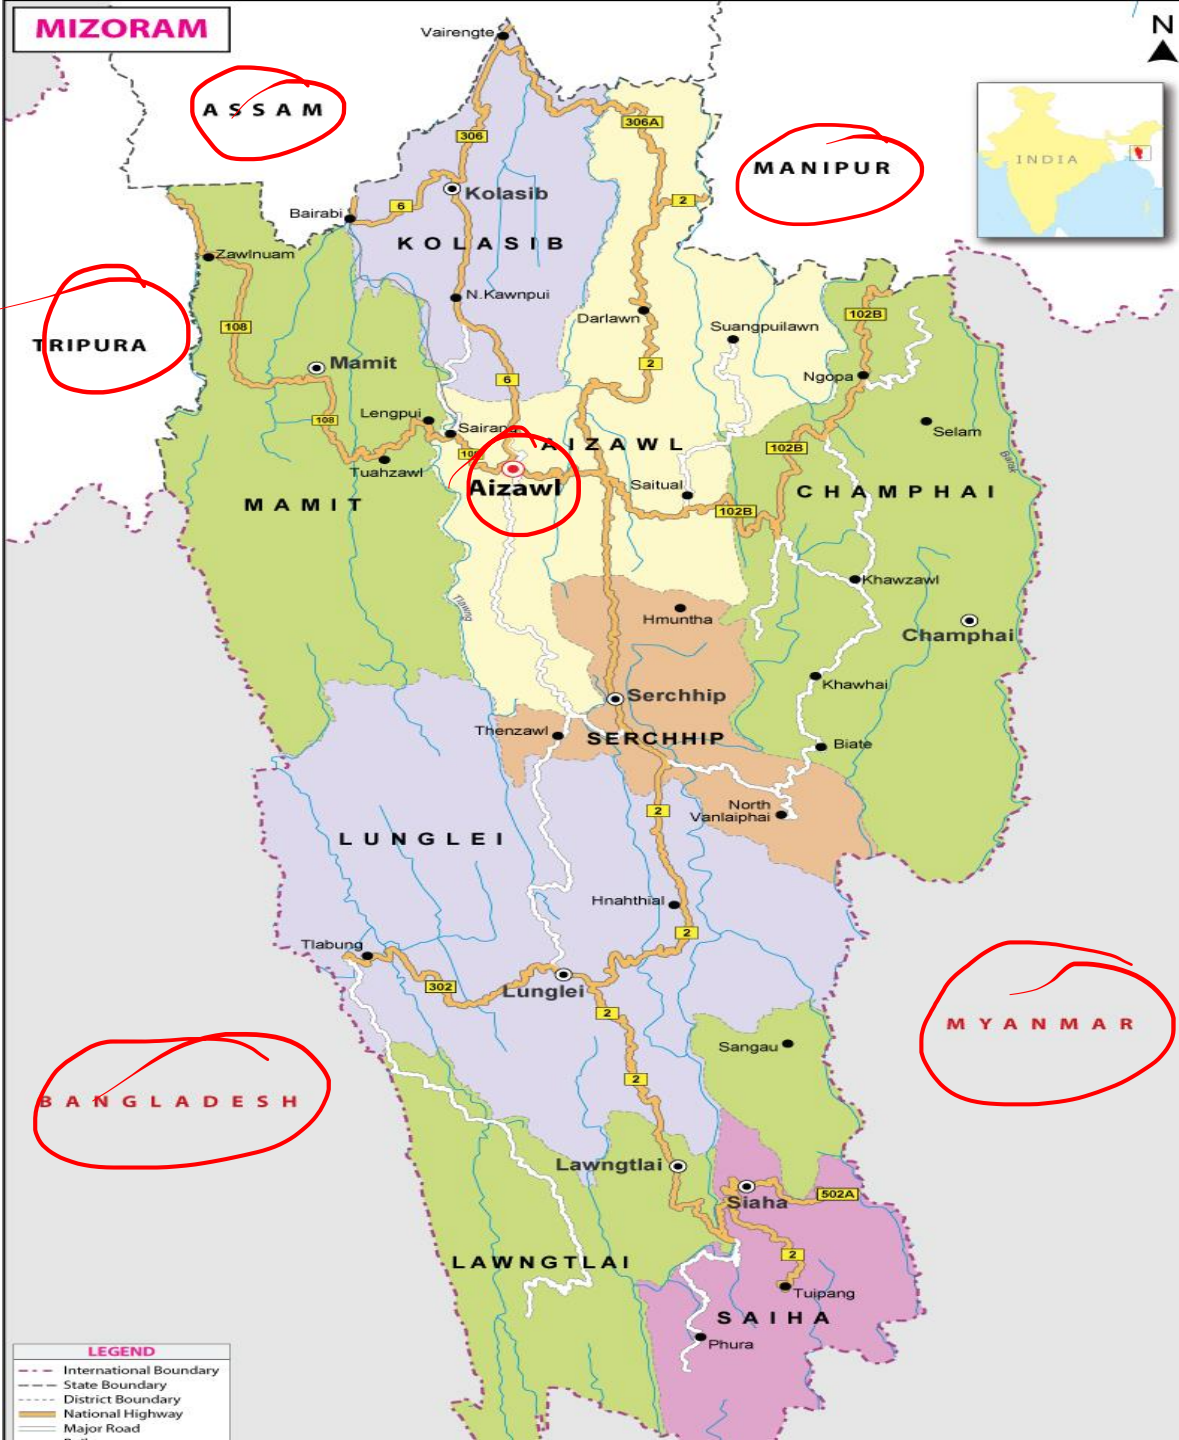 MIZORAM
N
Vairengte
ASSAM
306A
306
MANIPUR
INDIA
Kolasib
2
6
Bairabi
KOLASIB
Zawlnuam
N.Kawnpui
102B
Darlawn
Suangpuilawn
108
TRIPURA
Mamit
2
Ngopa
6
Lengpui
108
Sairang
Selam
AIZAWL
102B
Barak
Tuahzawl
Aizawl
Saitual
CHAMPHAI
MAMIT
102B
Khawzawl
Tlawng
Hmuntha
Champhai
Khawhai
Serchhip
Thenzawl
SERCHHIP
Biate
North
Vanlaiphai
2
LUNGLEI
Hnahthial
2
Tlabung
302
Lunglei
2
MYANMAR
Sangau
2
BANGLADESH
Lawngtlai
502A
Siaha
2
LAWNGTLAI
Tuipang
SAIHA
Phura
LEGEND
International Boundary
State Boundary
District Boundary
National Highway
Major Road